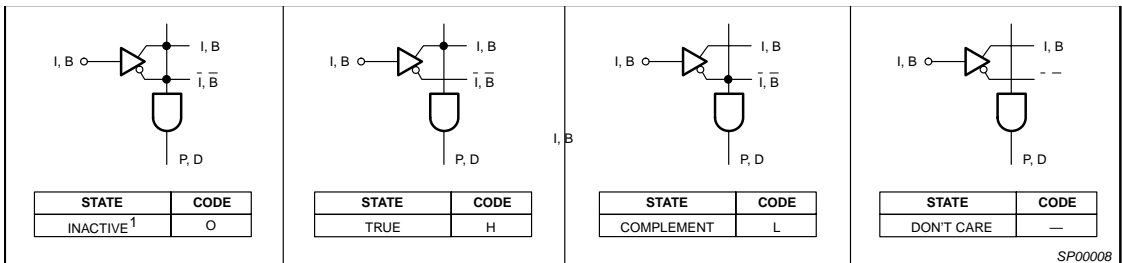 I, B
I, B
I̅, B̅
P, D
STATE CODE
INACTIVE1 O
I, B
I, B
I̅, B̅
P, D
STATE CODE
TRUE H
I, B
I, B
I, B
I̅, B̅
P, D
STATE CODE
COMPLEMENT L
I, B
I, B
P, D
STATE CODE
DON'T CARE —
SP00008